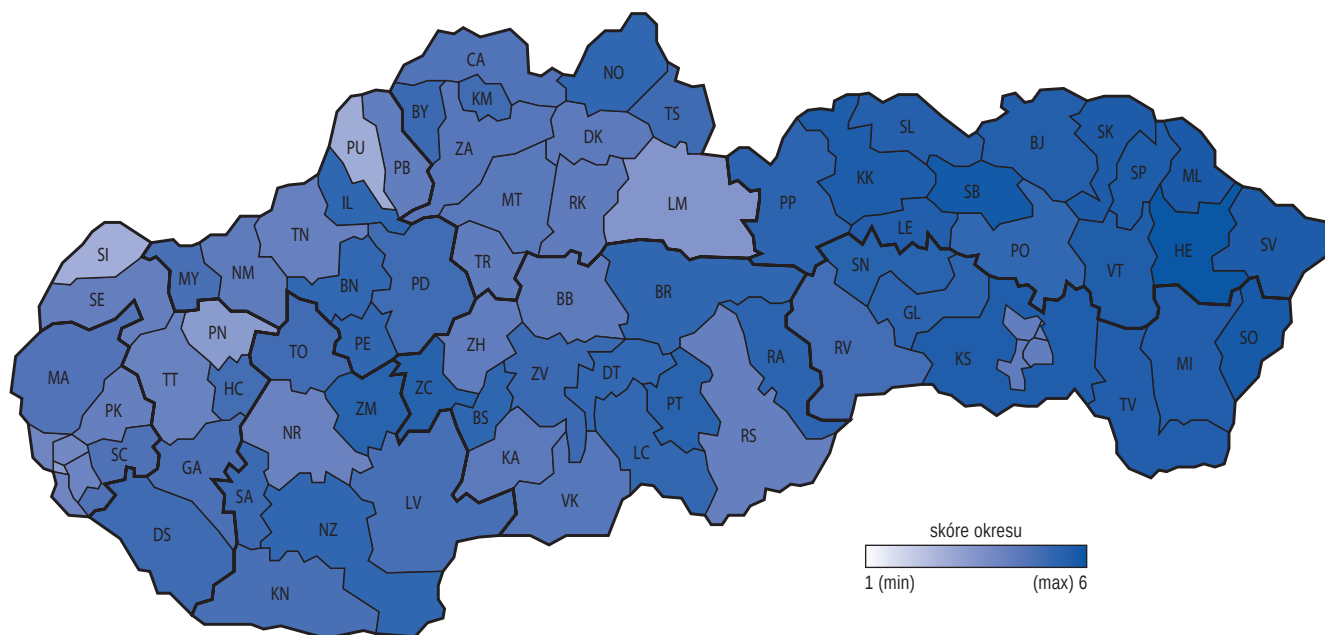 CA
NO
KM
BY
TS
DK
PU
ZA
PB
SL
SK
BJ
SP
ML
KK
SB
MT
RK
LM
PP
IL
LE
PO
HE
SV
TN
SI
MY
NM
TR
SN
VT
BN
PD
BR
SE
BB
GL
PN
SO
TO
PE
ZH
RA
RV
KS
MI
MA
TT
HC
ZC
ZV
DT
TV
PK
ZM
BS
PT
NR
RS
SC
GA
KA
LC
SA
LV
VK
DS
NZ
KN
skóre okresu
1 (min) (max) 6